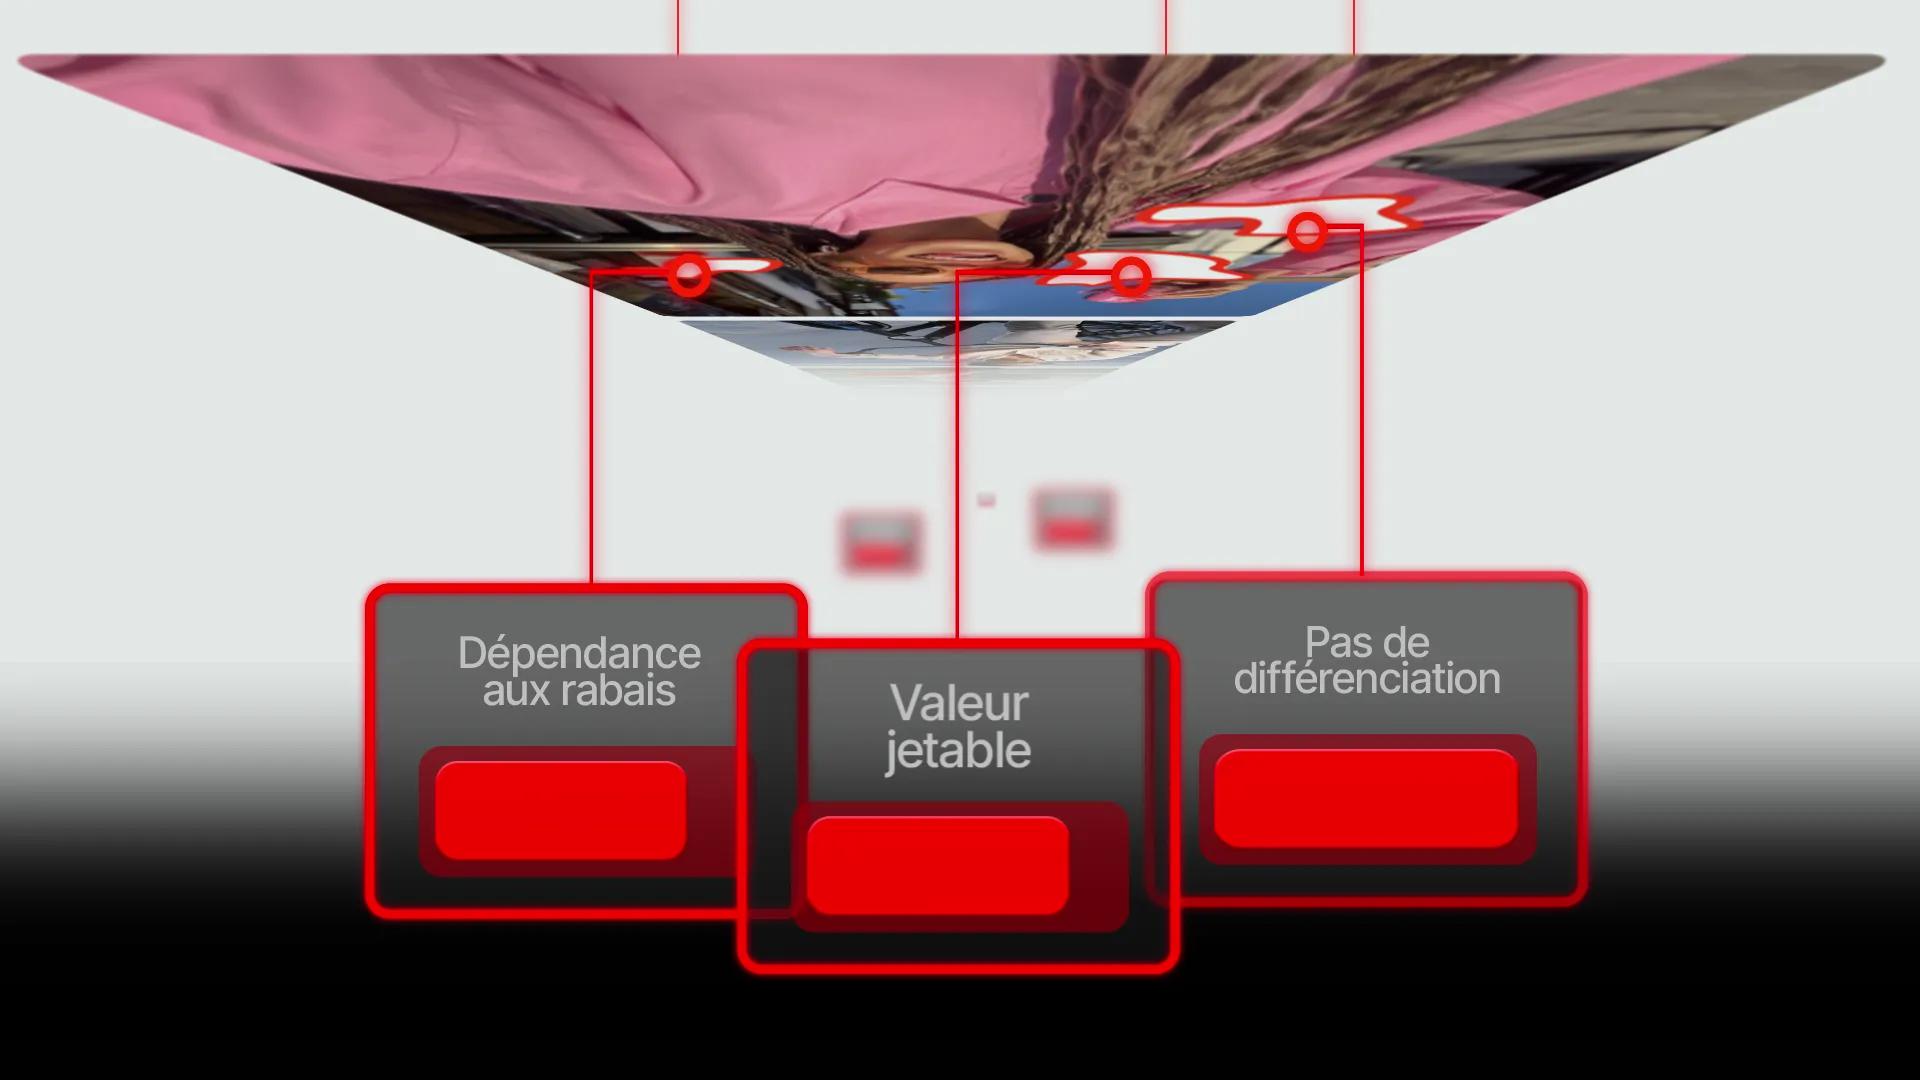 Dépendance
aux rabais
Valeur
jetable
Pas de
différenciation